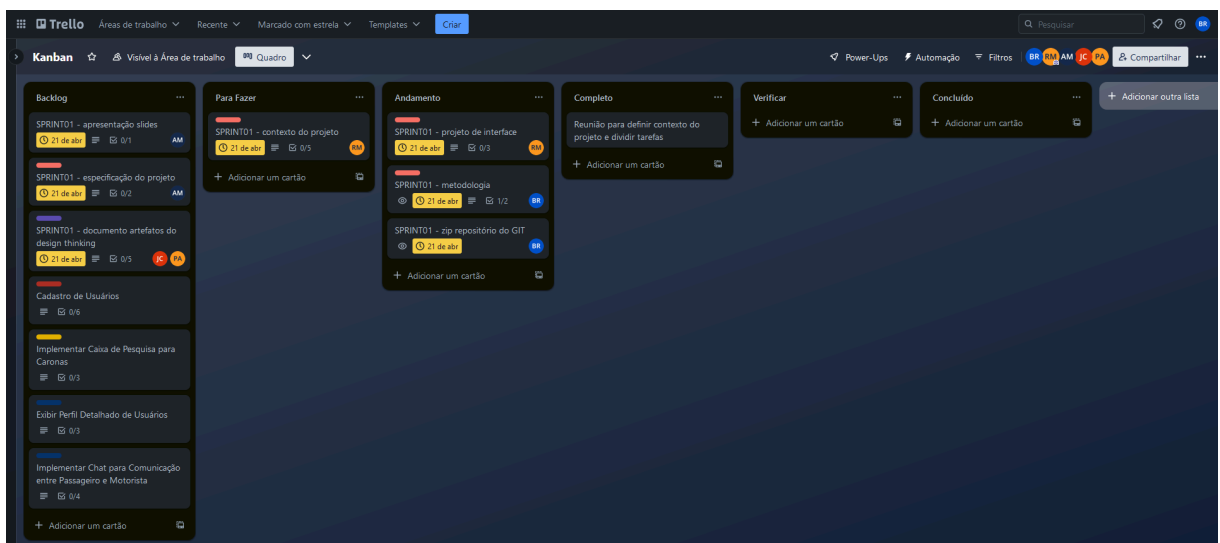 Trello
Áreas de trabalho
Recente
Marcado com estrela
Templates
Criar
Pesquisar
BR
Kanban
Visível à Área de trabalho
Quadro
Power-Ups
Automação
Filtros
BR
RM
AM
JC
PA
Compartilhar
Backlog
SPRINT01 - apresentação slides
21 de abr
0/1
AM
SPRINT01 - especificação do projeto
21 de abr
0/2
AM
SPRINT01 - documento artefatos do
design thinking
21 de abr
0/5
JC
PA
Cadastro de Usuários
0/6
Implementar Caixa de Pesquisa para
Caronas
0/3
Exibir Perfil Detalhado de Usuários
0/3
Implementar Chat para Comunicação
entre Passageiro e Motorista
0/4
+ Adicionar um cartão
Para Fazer
SPRINT01 - contexto do projeto
21 de abr
0/5
RM
+ Adicionar um cartão
Andamento
SPRINT01 - projeto de interface
21 de abr
0/3
RM
SPRINT01 - metodologia
21 de abr
1/2
BR
SPRINT01 - zip repositório do GIT
21 de abr
BR
+ Adicionar um cartão
Completo
Reunião para definir contexto do
projeto e dividir tarefas
+ Adicionar um cartão
Verificar
+ Adicionar um cartão
Concluído
+ Adicionar um cartão
+ Adicionar outra lista